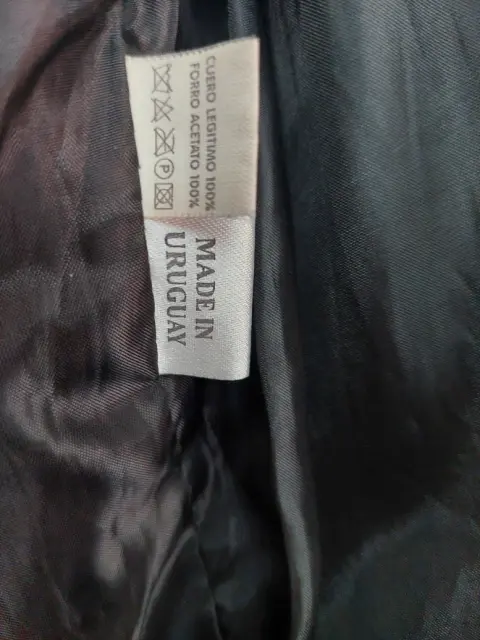 CUERO LEGITIMO 100%
FORRO ACETATO 100%
P
MADE IN
URUGUAY